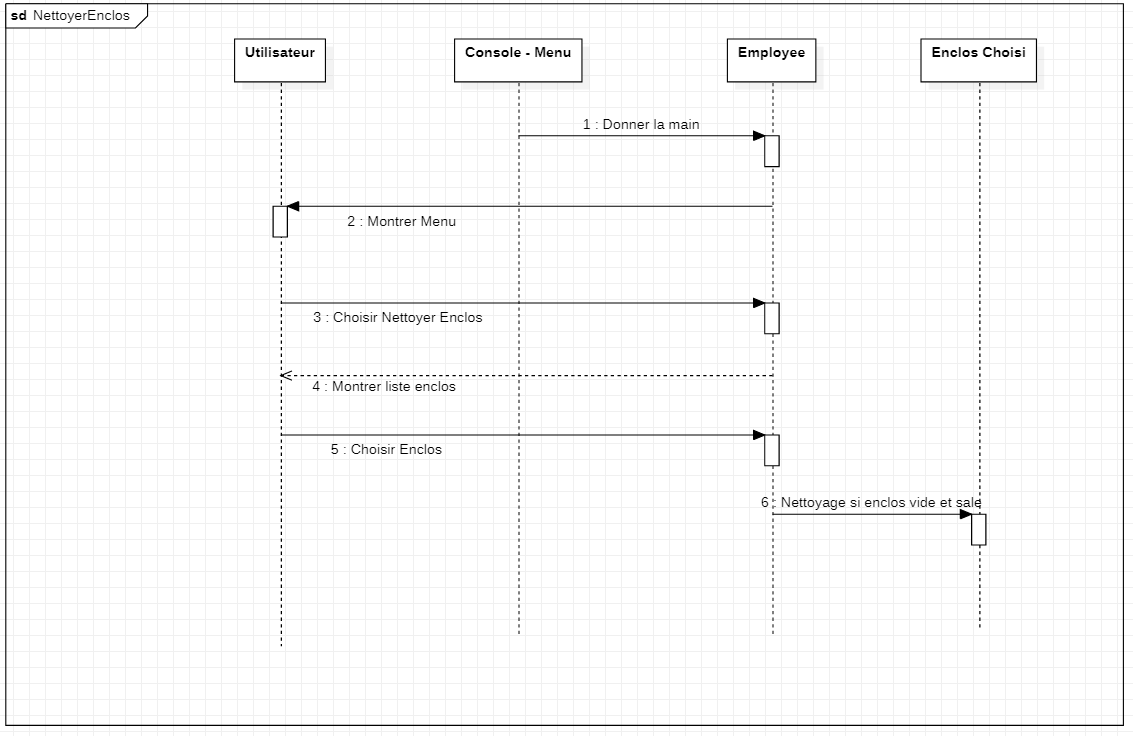 sd NettoyerEnclos
Utilisateur
Console - Menu
Employee
Enclos Choisi
1 : Donner la main
2 : Montrer Menu
3 : Choisir Nettoyer Enclos
4 : Montrer liste enclos
5 : Choisir Enclos
6 : Nettoyage si enclos vide et sale